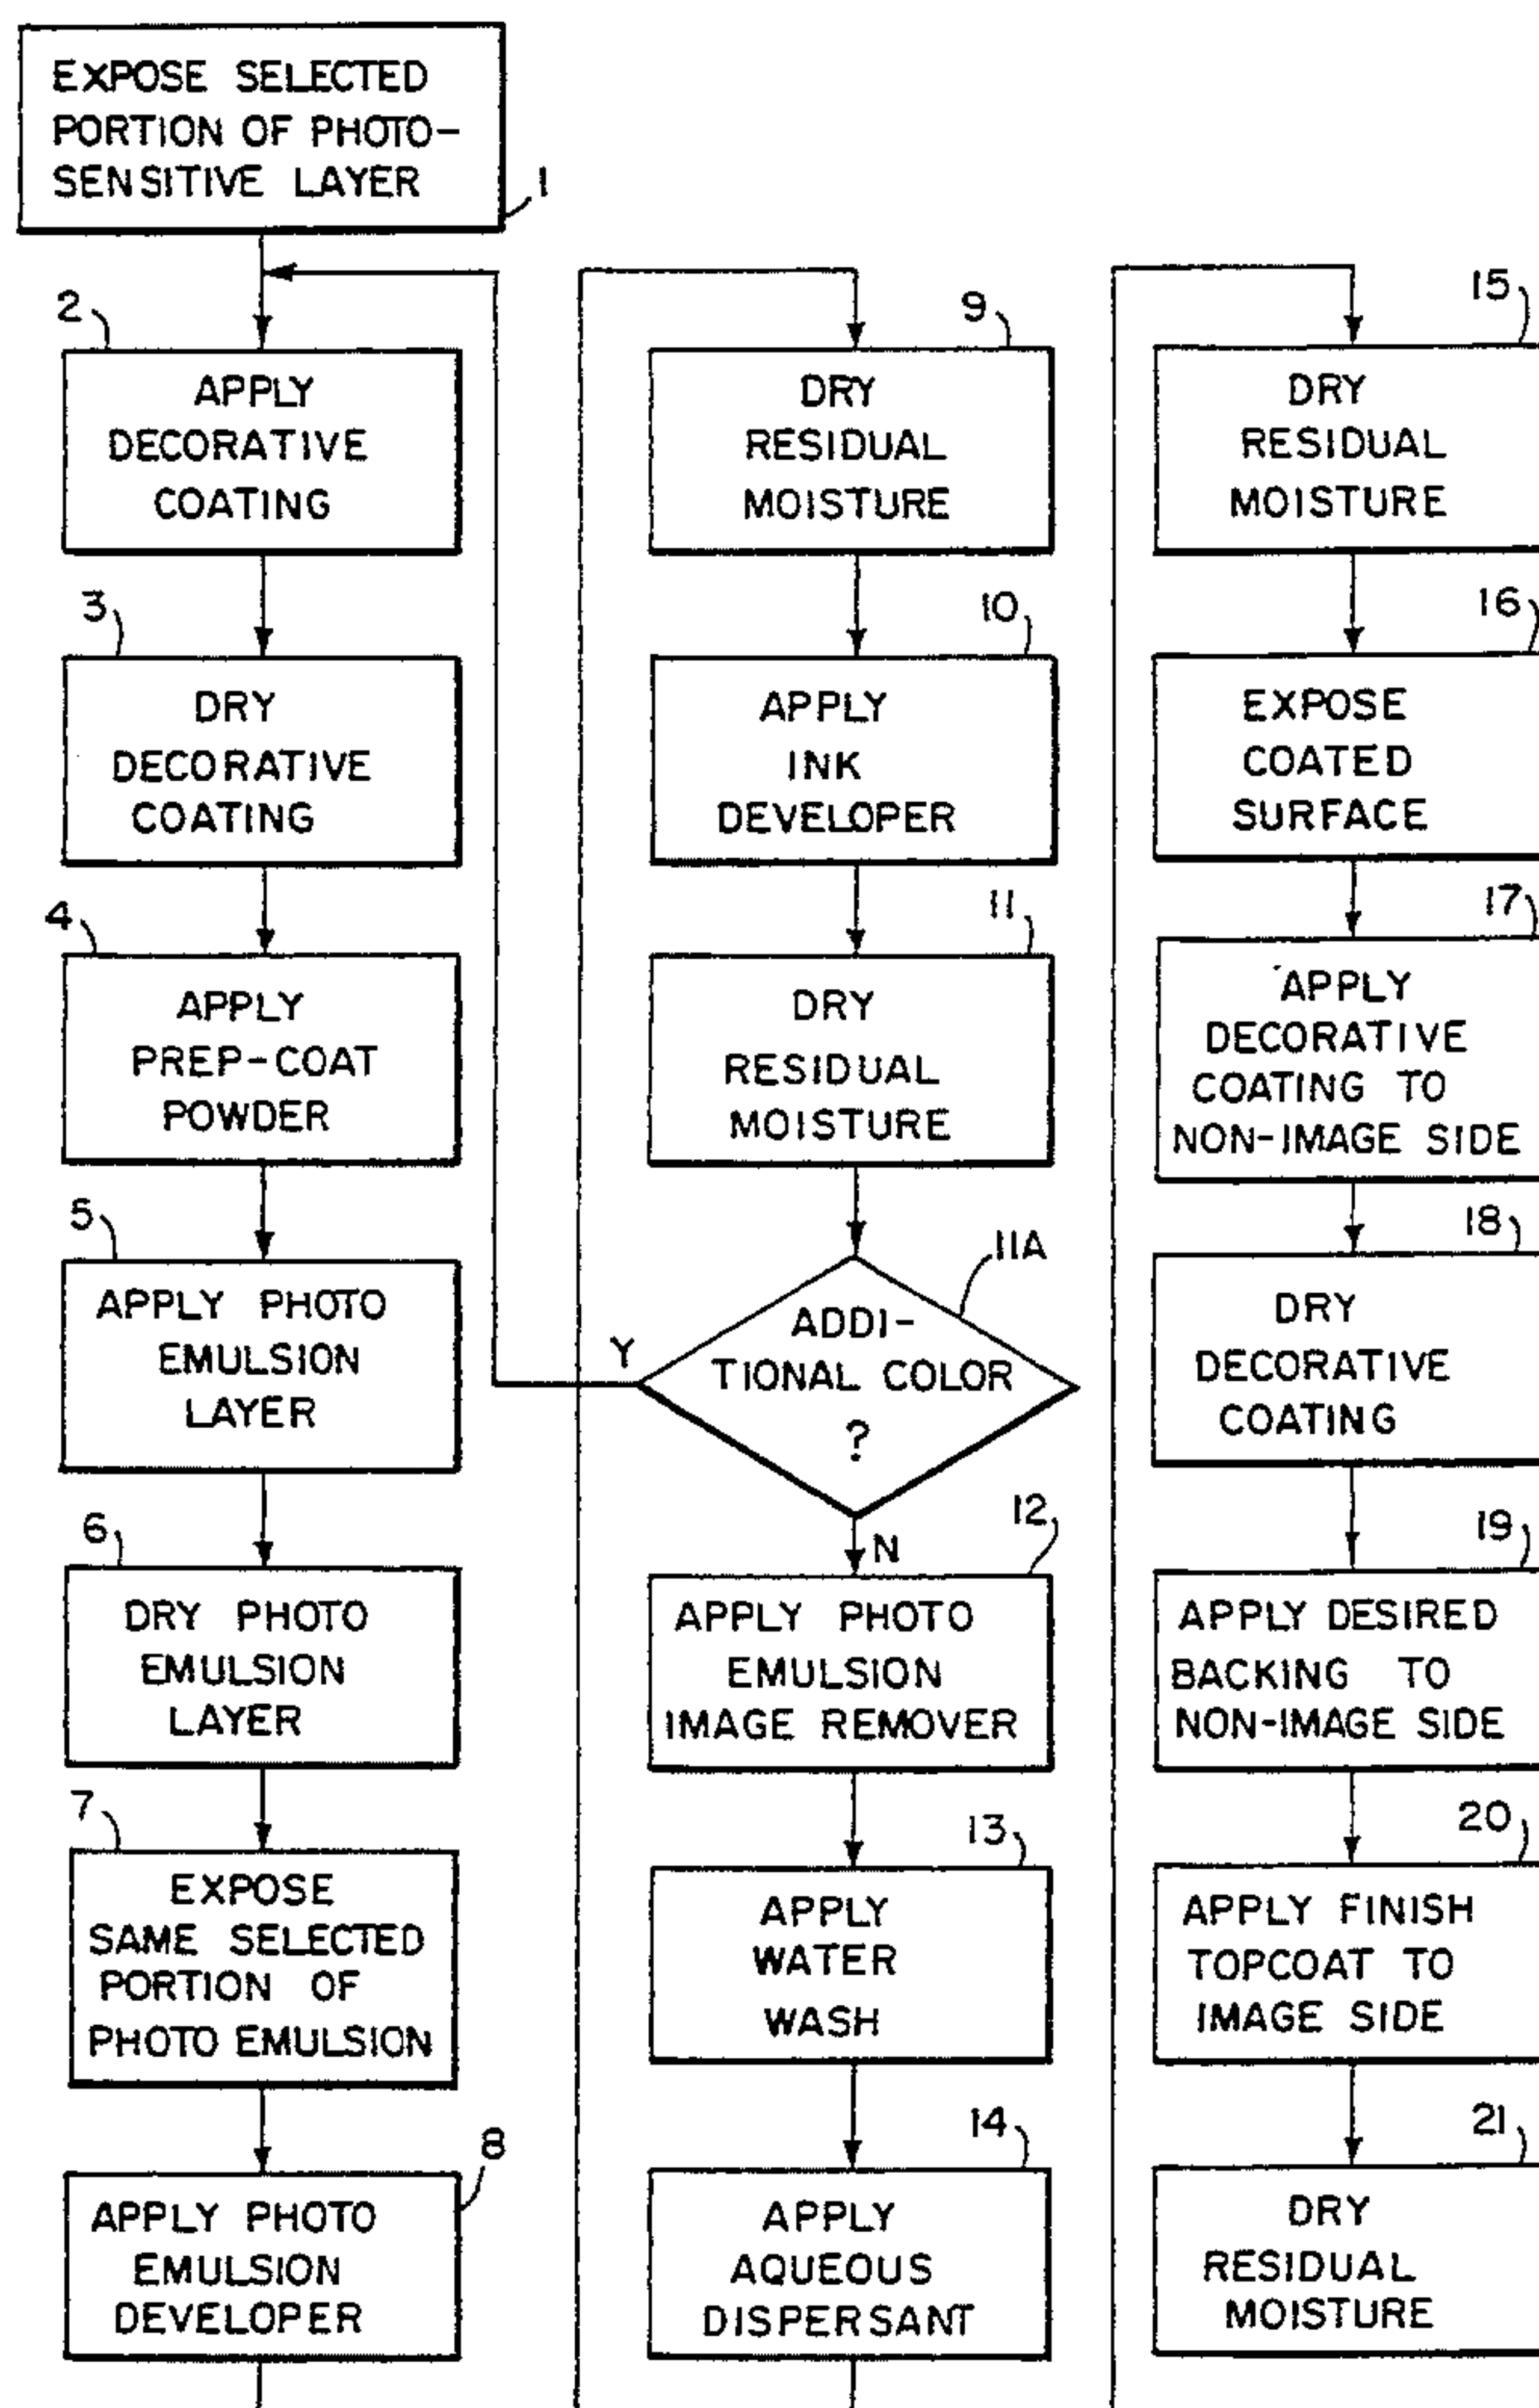 EXPOSE SELECTED
PORTION OF PHOTO-
SENSITIVE LAYER
1
2
APPLY
DECORATIVE
COATING
3
DRY
DECORATIVE
COATING
4
APPLY
PREP-COAT
POWDER
5
APPLY PHOTO
EMULSION
LAYER
6
DRY PHOTO
EMULSION
LAYER
7
EXPOSE
SAME SELECTED
PORTION OF
PHOTO EMULSION
8
APPLY PHOTO
EMULSION
DEVELOPER
9
DRY
RESIDUAL
MOISTURE
10
APPLY
INK
DEVELOPER
11
DRY
RESIDUAL
MOISTURE
11A
ADDI-
TIONAL COLOR
?
Y
N
12
APPLY PHOTO
EMULSION
IMAGE REMOVER
13
APPLY
WATER
WASH
14
APPLY
AQUEOUS
DISPERSANT
15
DRY
RESIDUAL
MOISTURE
16
EXPOSE
COATED
SURFACE
17
APPLY
DECORATIVE
COATING TO
NON-IMAGE SIDE
18
DRY
DECORATIVE
COATING
19
APPLY DESIRED
BACKING TO
NON-IMAGE SIDE
20
APPLY FINISH
TOPCOAT TO
IMAGE SIDE
21
DRY
RESIDUAL
MOISTURE